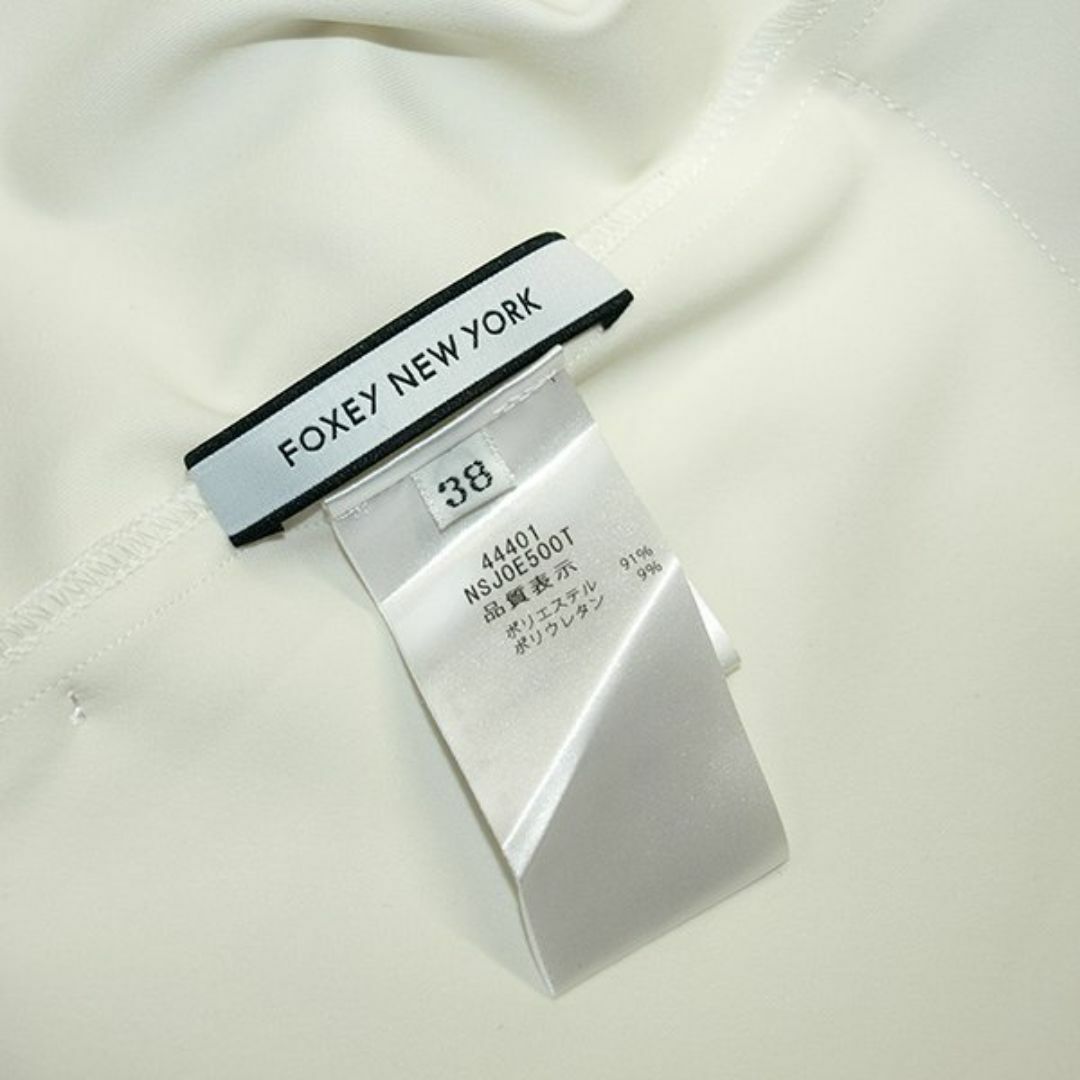 FOXEY NEW YORK
38
44401
NSJOE500T
品質表示
ポリエステル 91%
ポリウレタン 9%